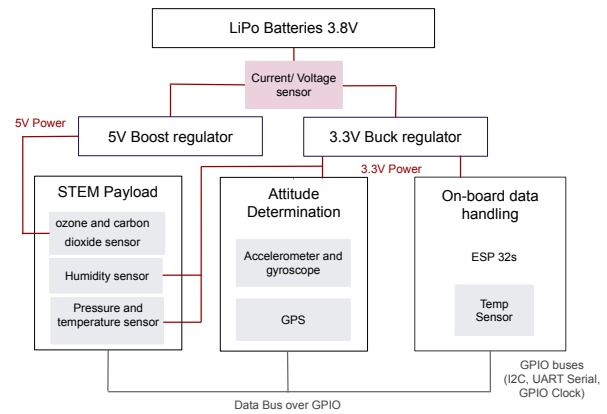 LiPo Batteries 3.8V
Current/ Voltage
sensor
5V Power
5V Boost regulator
3.3V Buck regulator
3.3V Power
STEM Payload
ozone and carbon
dioxide sensor
Humidity sensor
Pressure and
temperature sensor
Attitude
Determination
Accelerometer and
gyroscope
GPS
On-board data
handling
ESP 32s
Temp
Sensor
GPIO buses
(I2C, UART Serial,
GPIO Clock)
Data Bus over GPIO